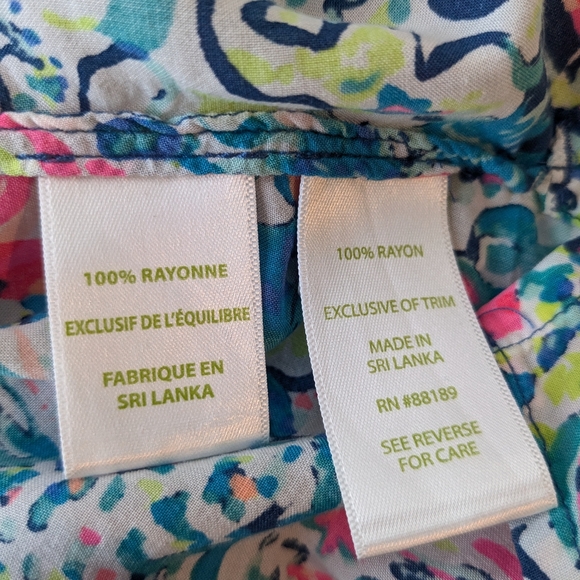 100% RAYONNE
EXCLUSIF DE L'ÉQUILIBRE
FABRIQUE EN
SRI LANKA
100% RAYON
EXCLUSIVE OF TRIM
MADE IN
SRI LANKA
RN #88189
SEE REVERSE
FOR CARE